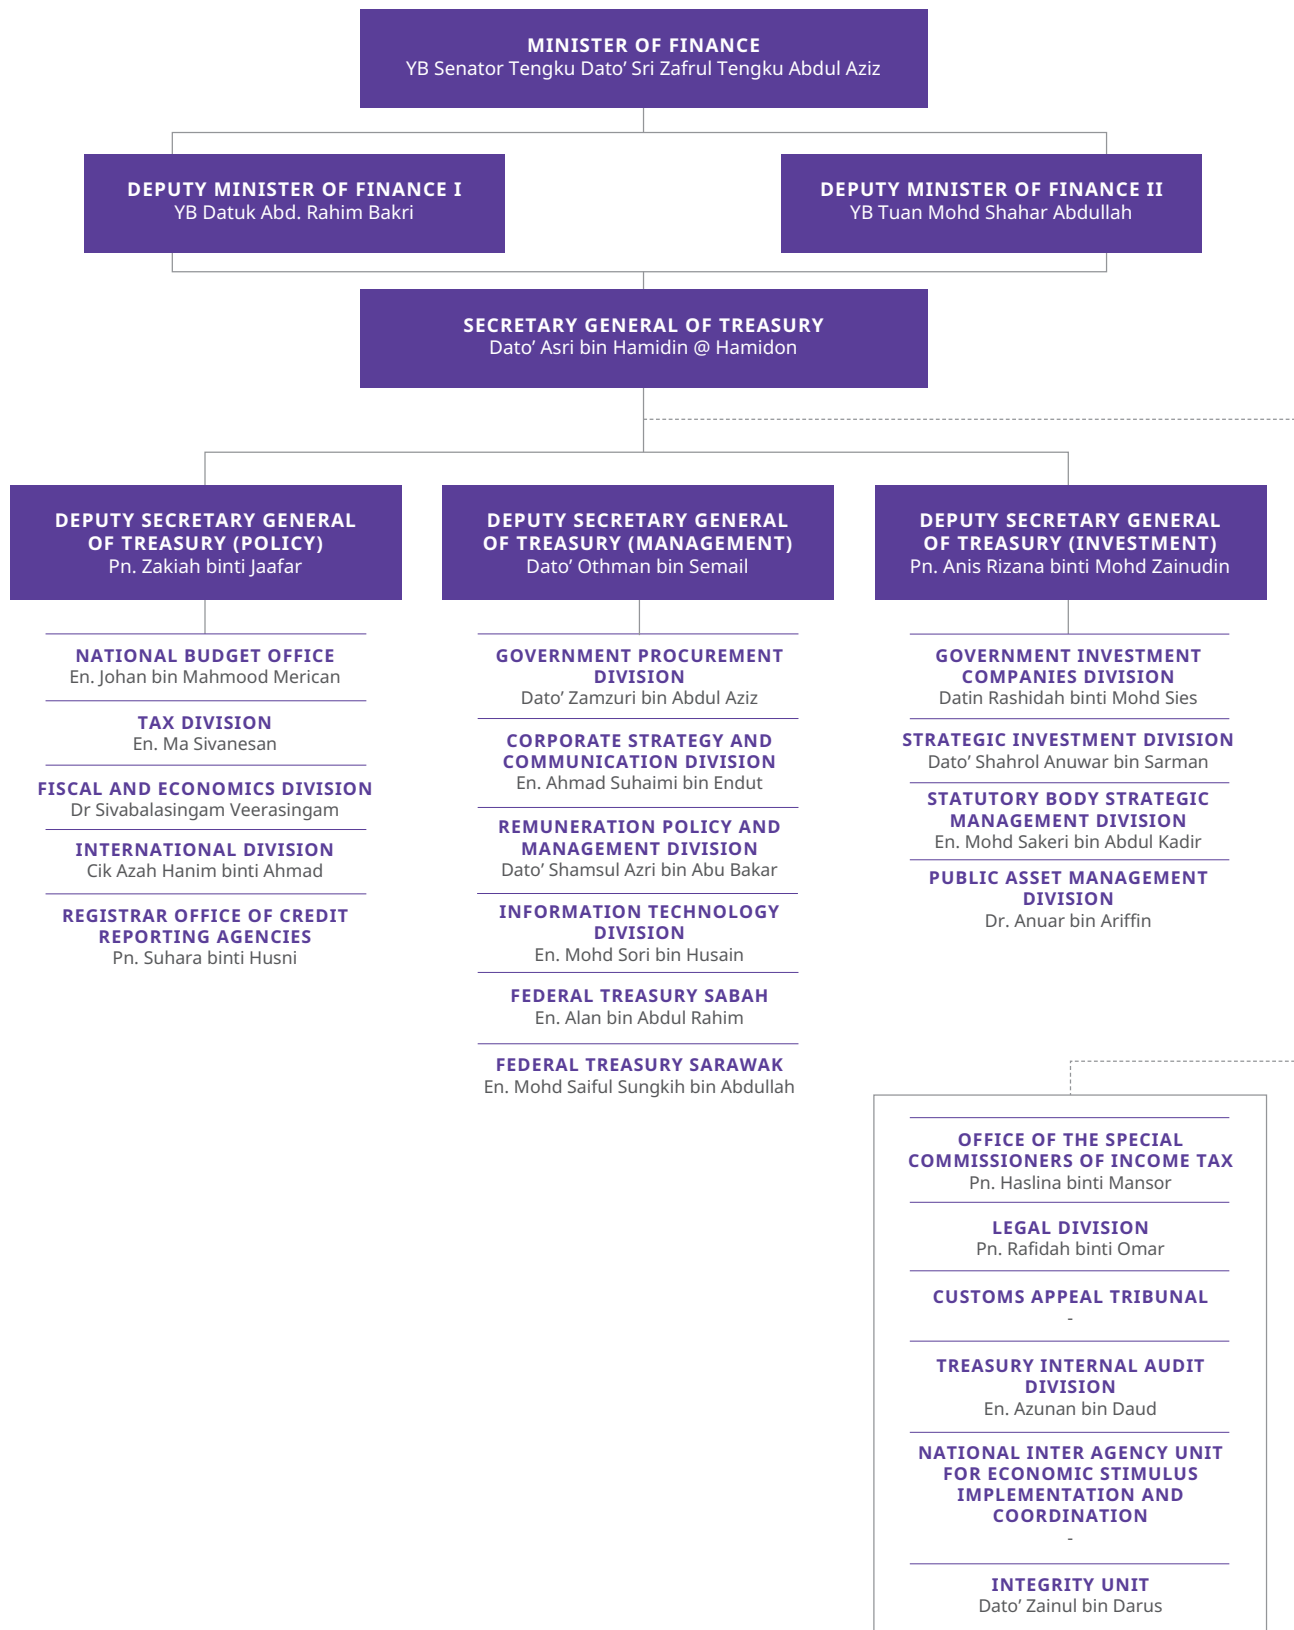 MINISTER OF FINANCE
YB Senator Tengku Dato’ Sri Zafrul Tengku Abdul Aziz
DEPUTY MINISTER OF FINANCE I
YB Datuk Abd. Rahim Bakri
DEPUTY MINISTER OF FINANCE II
YB Tuan Mohd Shahar Abdullah
SECRETARY GENERAL OF TREASURY
Dato’ Asri bin Hamidin @ Hamidon
DEPUTY SECRETARY GENERAL
OF TREASURY (POLICY)
Pn. Zakiah binti Jaafar
NATIONAL BUDGET OFFICE
En. Johan bin Mahmood Merican
TAX DIVISION
En. Ma Sivanesan
FISCAL AND ECONOMICS DIVISION
Dr Sivabalasingam Veerasingam
INTERNATIONAL DIVISION
Cik Azah Hanim binti Ahmad
REGISTRAR OFFICE OF CREDIT
REPORTING AGENCIES
Pn. Suhara binti Husni
DEPUTY SECRETARY GENERAL
OF TREASURY (MANAGEMENT)
Dato’ Othman bin Semail
GOVERNMENT PROCUREMENT
DIVISION
Dato’ Zamzuri bin Abdul Aziz
CORPORATE STRATEGY AND
COMMUNICATION DIVISION
En. Ahmad Suhaimi bin Endut
REMUNERATION POLICY AND
MANAGEMENT DIVISION
Dato’ Shamsul Azri bin Abu Bakar
INFORMATION TECHNOLOGY
DIVISION
En. Mohd Sori bin Husain
FEDERAL TREASURY SABAH
En. Alan bin Abdul Rahim
FEDERAL TREASURY SARAWAK
En. Mohd Saiful Sungkih bin Abdullah
DEPUTY SECRETARY GENERAL
OF TREASURY (INVESTMENT)
Pn. Anis Rizana binti Mohd Zainudin
GOVERNMENT INVESTMENT
COMPANIES DIVISION
Datin Rashidah binti Mohd Sies
STRATEGIC INVESTMENT DIVISION
Dato’ Shahrol Anuwar bin Sarman
STATUTORY BODY STRATEGIC
MANAGEMENT DIVISION
En. Mohd Sakeri bin Abdul Kadir
PUBLIC ASSET MANAGEMENT
DIVISION
Dr. Anuar bin Ariffin
OFFICE OF THE SPECIAL
COMMISSIONERS OF INCOME TAX
Pn. Haslina binti Mansor
LEGAL DIVISION
Pn. Rafidah binti Omar
CUSTOMS APPEAL TRIBUNAL
-
TREASURY INTERNAL AUDIT
DIVISION
En. Azunan bin Daud
NATIONAL INTER AGENCY UNIT
FOR ECONOMIC STIMULUS
IMPLEMENTATION AND
COORDINATION
-
INTEGRITY UNIT
Dato’ Zainul bin Darus